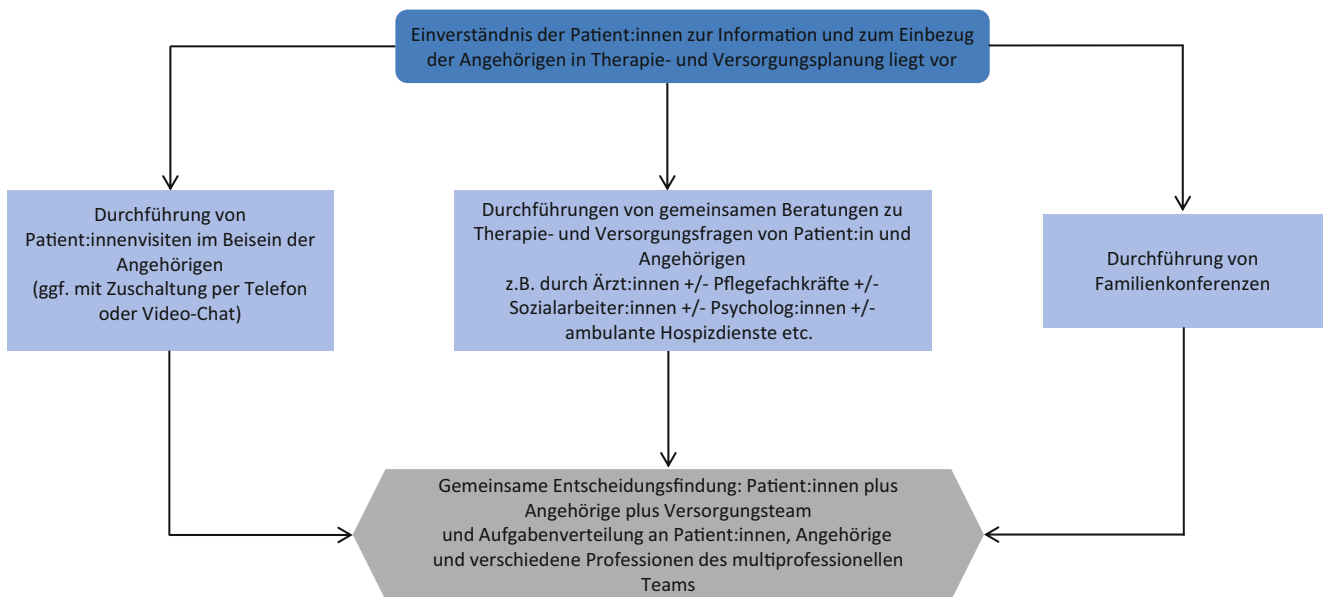 Einverständnis der Patient:innen zur Information und zum Einbezug
der Angehörigen in Therapie- und Versorgungsplanung liegt vor
Durchführung von
Patient:innenvisiten im Beisein der
Angehörigen
(ggf. mit Zuschaltung per Telefon
oder Video-Chat)
Durchführungen von gemeinsamen Beratungen zu
Therapie- und Versorgungsfragen von Patient:in und
Angehörigen
z.B. durch Ärzt:innen +/- Pflegefachkräfte +/-
Sozialarbeiter:innen +/- Psycholog:innen +/-
ambulante Hospizdienste etc.
Durchführung von
Familienkonferenzen
Gemeinsame Entscheidungsfindung: Patient:innen plus
Angehörige plus Versorgungsteam
und Aufgabenverteilung an Patient:innen, Angehörige
und verschiedene Professionen des multiprofessionellen
Teams